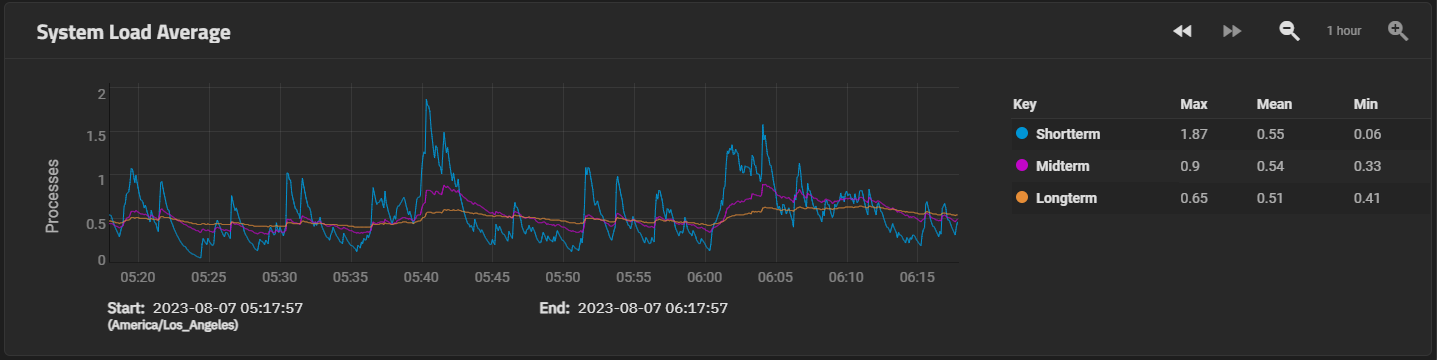 System Load Average
1 hour
Processes
2
1.5
1
0.5
0
05:20 05:25 05:30 05:35 05:40 05:45 05:50 05:55 06:00 06:05 06:10 06:15
Start: 2023-08-07 05:17:57
(America/Los_Angeles)
End: 2023-08-07 06:17:57
Key Max Mean Min
Shortterm 1.87 0.55 0.06
Midterm 0.9 0.54 0.33
Longterm 0.65 0.51 0.41